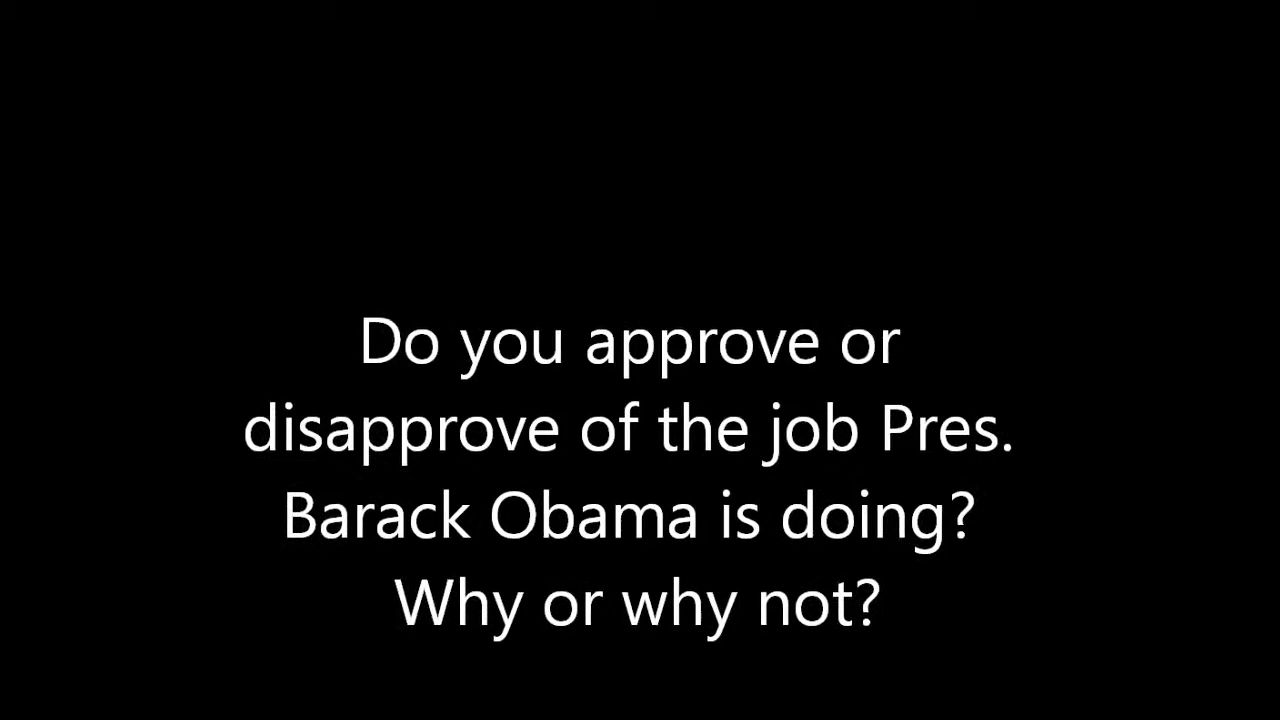 Do you approve or
disapprove of the job Pres.
Barack Obama is doing?
Why or why not?